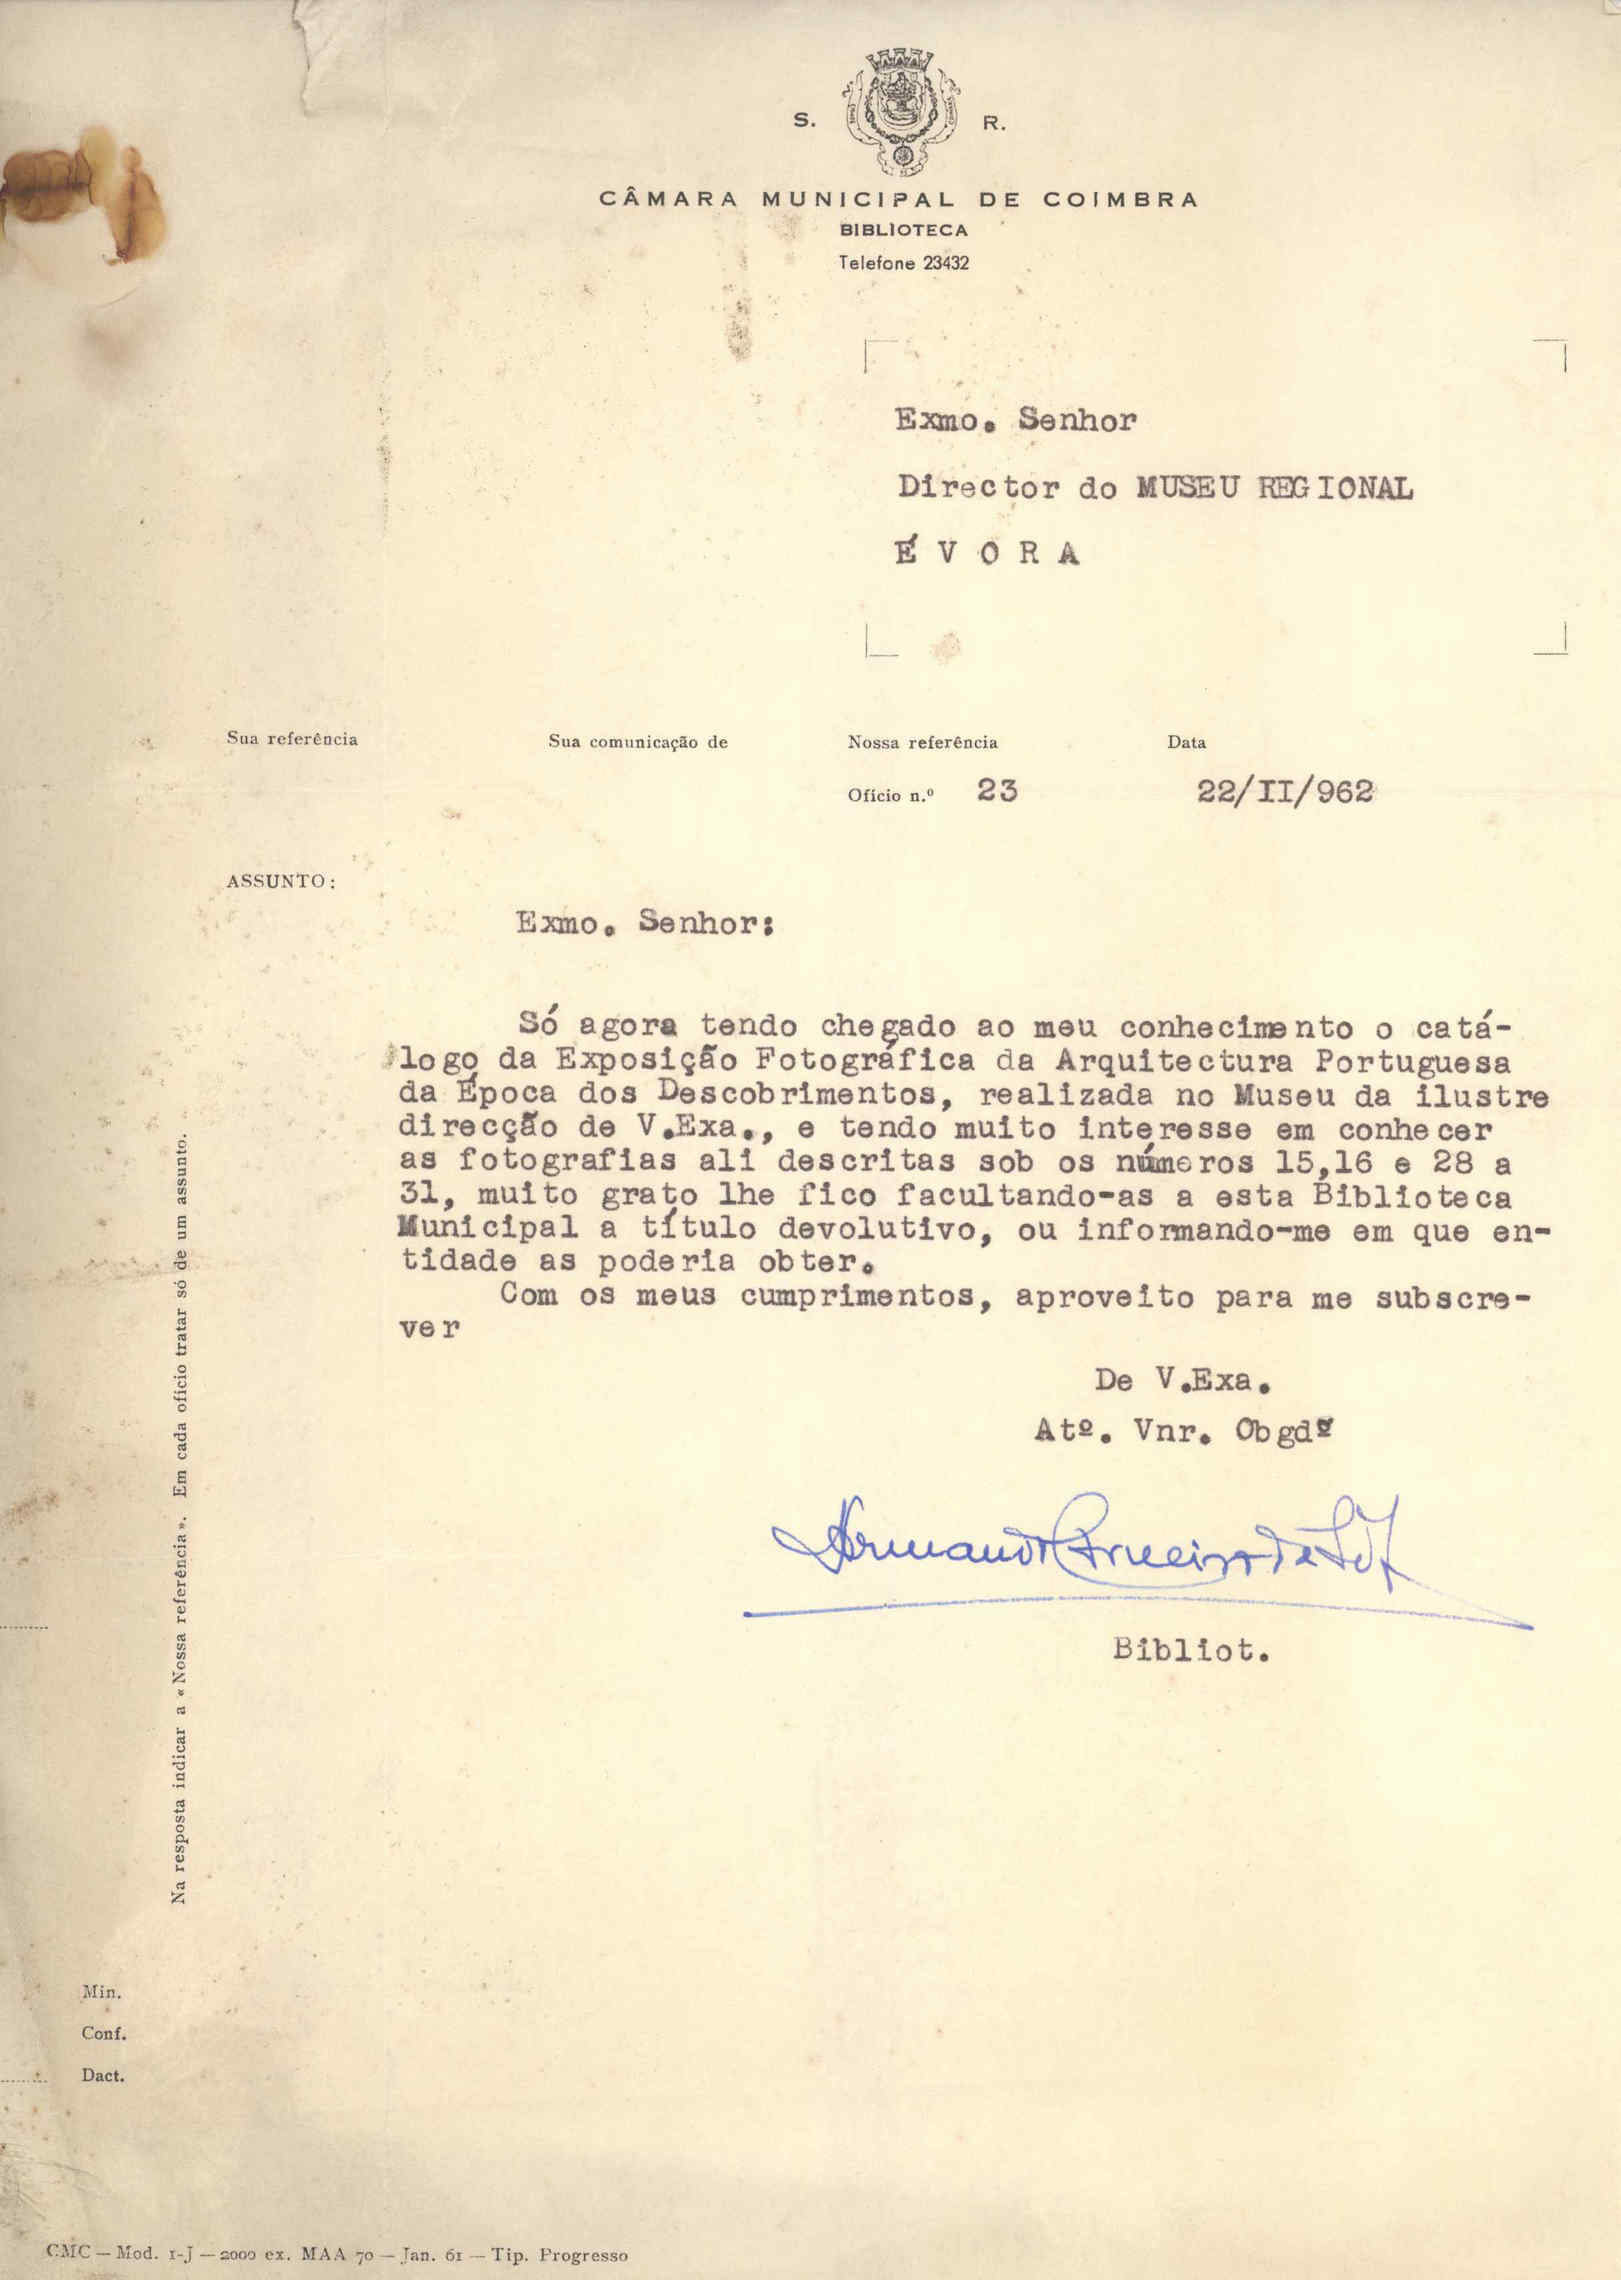 S. R.
CÂMARA MUNICIPAL DE COIMBRA
BIBLIOTECA
Telefone 23432
Exmo. Senhor
Director do MUSEU REGIONAL
É V O R A
Sua referência Sua comunicação de Nossa referência Data
Ofício n.º 23 22/II/962
ASSUNTO:
Exmo. Senhor:
Só agora tendo chegado ao meu conhecimento o catá-
logo da Exposição Fotográfica da Arquitectura Portuguesa
da Época dos Descobrimentos, realizada no Museu da ilustre
direcção de V.Exa., e tendo muito interesse em conhecer
as fotografias ali descritas sob os números 15,16 e 28 a
31, muito grato lhe fico facultando-as a esta Biblioteca
Municipal a título devolutivo, ou informando-me em que en-
tidade as poderia obter.
Com os meus cumprimentos, aproveito para me subscre-
ver
De V.Exa.
Atº. Vnr. Obgdº
Armando Carneiro da
Bibliot.
Na resposta indicar a «Nossa referência». Em cada ofício tratar só de um assunto.
Min.
Conf.
Dact.
CMC — Mod. 1-J — 2000 ex. MAA 70 — Jan. 61 — Tip. Progresso